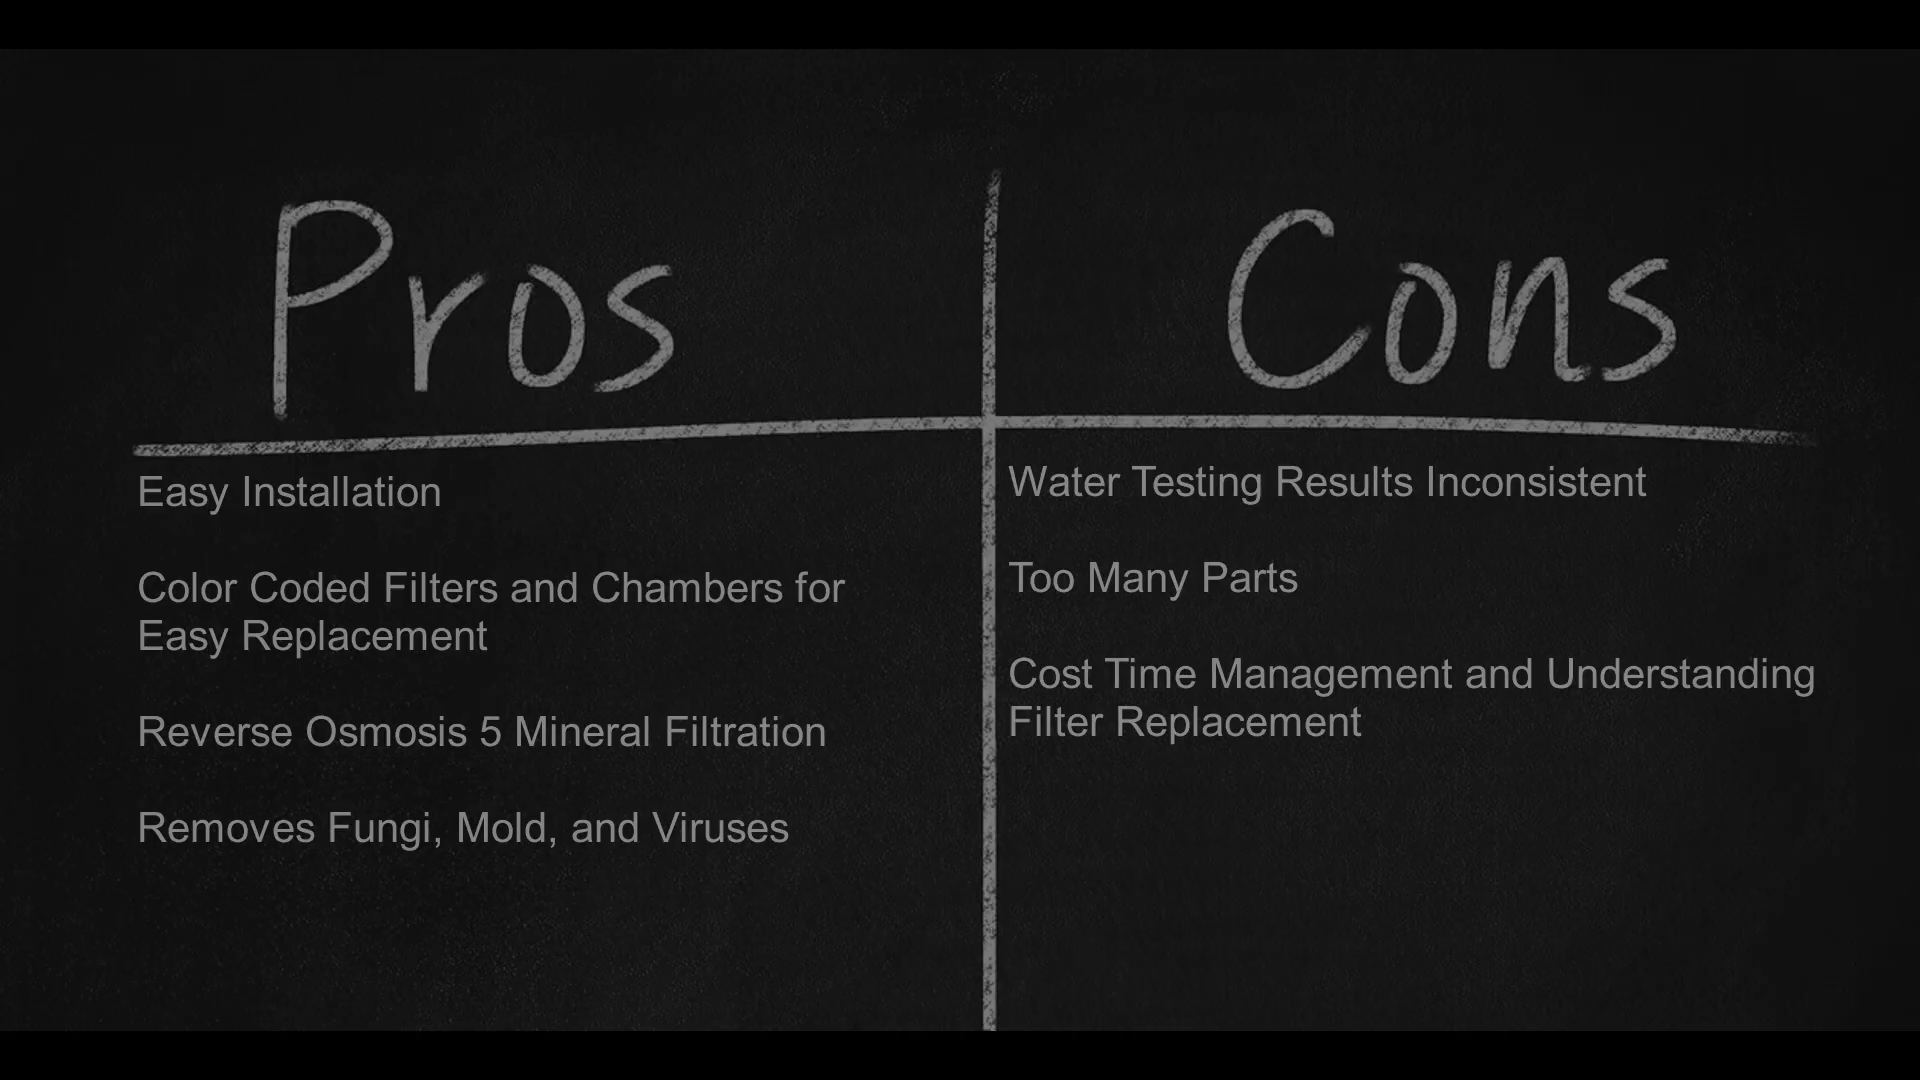 Pros
Easy Installation
Color Coded Filters and Chambers for
Easy Replacement
Reverse Osmosis 5 Mineral Filtration
Removes Fungi, Mold, and Viruses
Cons
Water Testing Results Inconsistent
Too Many Parts
Cost Time Management and Understanding
Filter Replacement